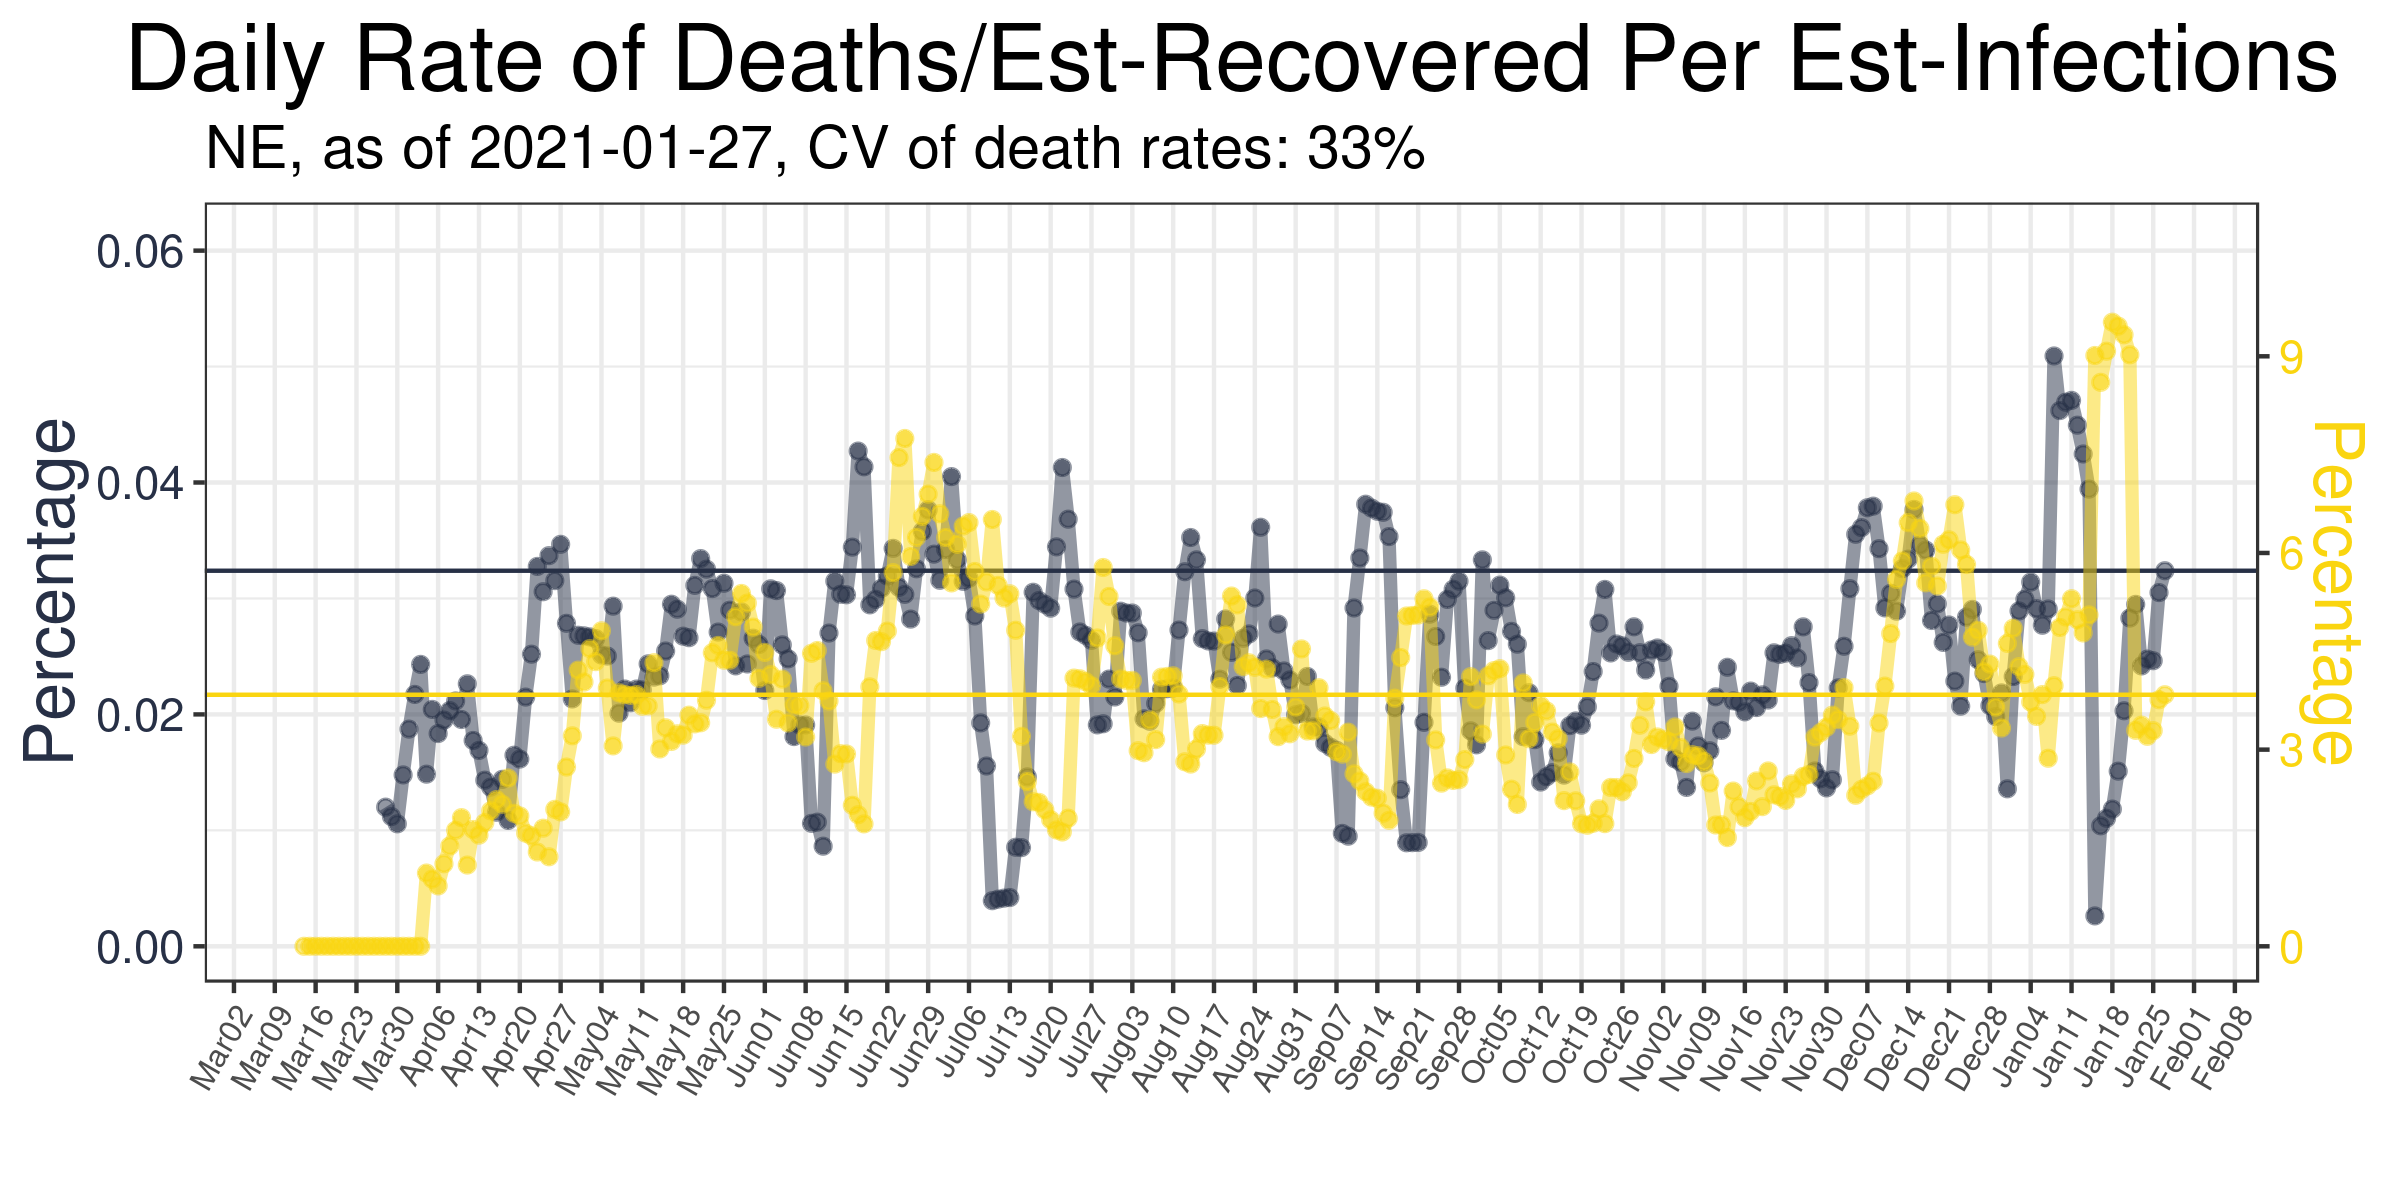 Daily Rate of Deaths/Est-Recovered Per Est-Infections
NE, as of 2021-01-27, CV of death rates: 33%
Percentage
0.06
0.04
0.02
0.00
9
6
3
0
Percentage
Mar02
Mar09
Mar16
Mar23
Mar30
Apr06
Apr13
Apr20
Apr27
May04
May11
May18
May25
Jun01
Jun08
Jun15
Jun22
Jun29
Jul06
Jul13
Jul20
Jul27
Aug03
Aug10
Aug17
Aug24
Aug31
Sep07
Sep14
Sep21
Sep28
Oct05
Oct12
Oct19
Oct26
Nov02
Nov09
Nov16
Nov23
Nov30
Dec07
Dec14
Dec21
Dec28
Jan04
Jan11
Jan18
Jan25
Feb01
Feb08